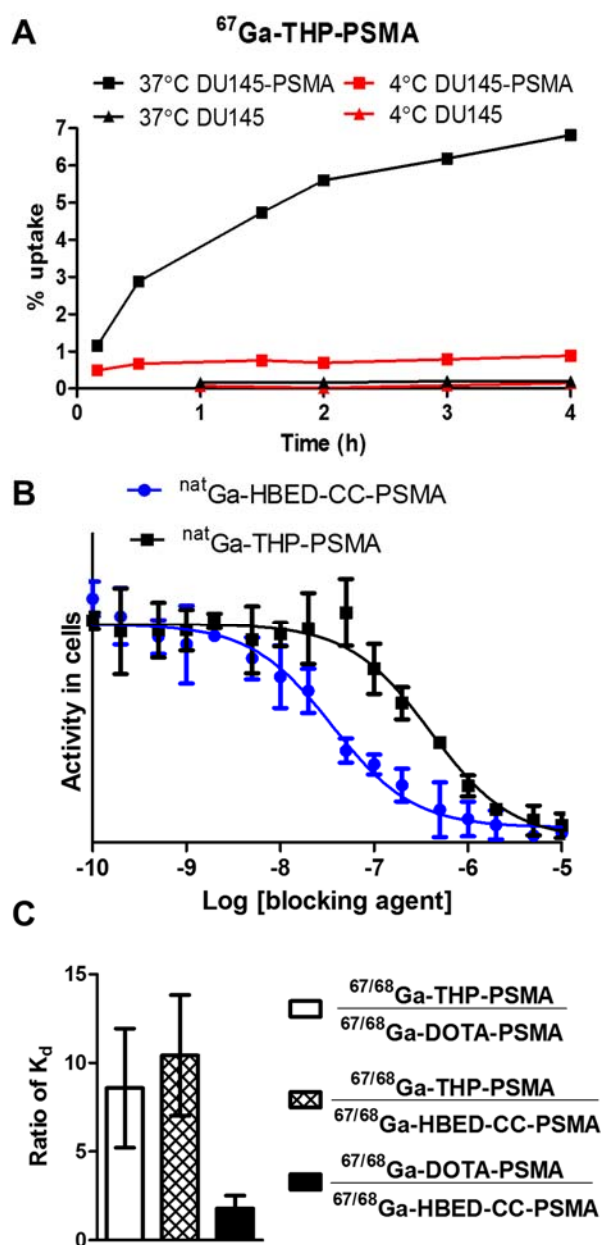 A
⁶⁷Ga-THP-PSMA
37°C DU145-PSMA
4°C DU145-PSMA
37°C DU145
4°C DU145
7
6
5
4
3
2
1
0
% uptake
0
1
2
3
4
Time (h)
B
ⁿᵃᵗGa-HBED-CC-PSMA
ⁿᵃᵗGa-THP-PSMA
Activity in cells
-10
-9
-8
-7
-6
-5
Log [blocking agent]
C
15
10
5
0
Ratio of K_d
⁶⁷/⁶⁸Ga-THP-PSMA
⁶⁷/⁶⁸Ga-DOTA-PSMA
⁶⁷/⁶⁸Ga-THP-PSMA
⁶⁷/⁶⁸Ga-HBED-CC-PSMA
⁶⁷/⁶⁸Ga-DOTA-PSMA
⁶⁷/⁶⁸Ga-HBED-CC-PSMA